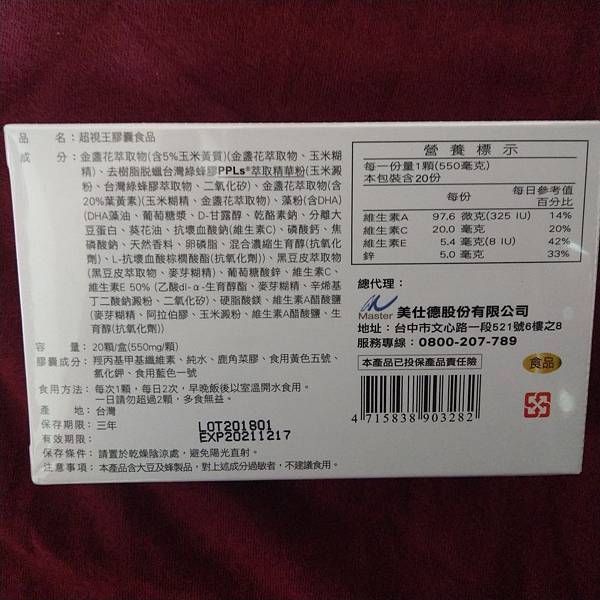 品　名：超視王膠囊食品
成　分：金盞花萃取物(含5%玉米黃質)(金盞花萃取物、玉米糊
精)、去樹脂脫蠟台灣綠蜂膠PPLs®萃取精華粉(玉米澱
粉、台灣綠蜂膠萃取物、二氧化矽)、金盞花萃取物(含
20%葉黃素)(玉米糊精、金盞花萃取物)、藻粉(含DHA)
(DHA藻油、葡萄糖漿、D-甘露醇、乾酪素鈉、分離大
豆蛋白、葵花油、抗壞血酸鈉(維生素C)、磷酸鈣、焦
磷酸鈉、天然香料、卵磷脂、混合濃縮生育醇(抗氧化
劑)、L-抗壞血酸棕櫚酸酯(抗氧化劑))、黑豆皮萃取物
(黑豆皮萃取物、麥芽糊精)、葡萄糖酸鋅、維生素C、
維生素E 50% (乙酸dl-α-生育醇酯、麥芽糊精、辛烯基
丁二酸鈉澱粉、二氧化矽)、硬脂酸鎂、維生素A醋酸鹽
(麥芽糊精、阿拉伯膠、玉米澱粉、維生素A醋酸鹽、生
育醇(抗氧化劑))
容　量：20顆/盒(550mg/顆)
膠囊成分：羥丙基甲基纖維素、純水、鹿角菜膠、食用黃色五號、
氯化鉀、食用藍色一號
食用方法：每次1顆，每日2次，早晚飯後以室溫開水食用。
一日請勿超過2顆，多食無益。
產　地：台灣
保存期限：三年
有效期限：
LOT201801
EXP20211217
保存條件：請置於乾燥陰涼處，避免陽光直射。
注意事項：本產品含大豆及蜂製品，對上述成分過敏者，不建議食用。
營養標示
每一份量1顆(550毫克)
本包裝含20份
每份　每日參考值
百分比
維生素A　97.6 微克(325 IU)　14%
維生素C　20.0 毫克　20%
維生素E　5.4 毫克(8 IU)　42%
鋅　5.0 毫克　33%
總代理：
Master 美仕德股份有限公司
地址：台中市文心路一段521號6樓之8
服務專線：0800-207-789
本產品已投保產品責任險
食品
4 715838 903282